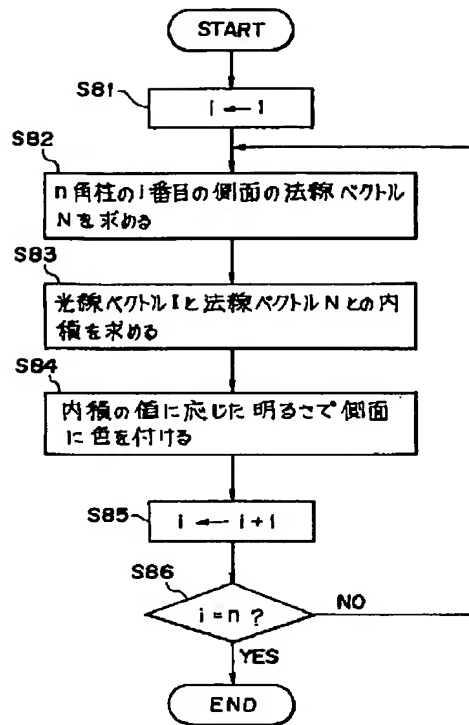 START
S81
i ← 1
S82
n角柱のi番目の側面の法線ベクトル
Nを求める
S83
光線ベクトルIと法線ベクトルNとの内
積を求める
S84
内積の値に応じた明るさで側面
に色を付ける
S85
i ← i+1
S86
i=n?
NO
YES
END